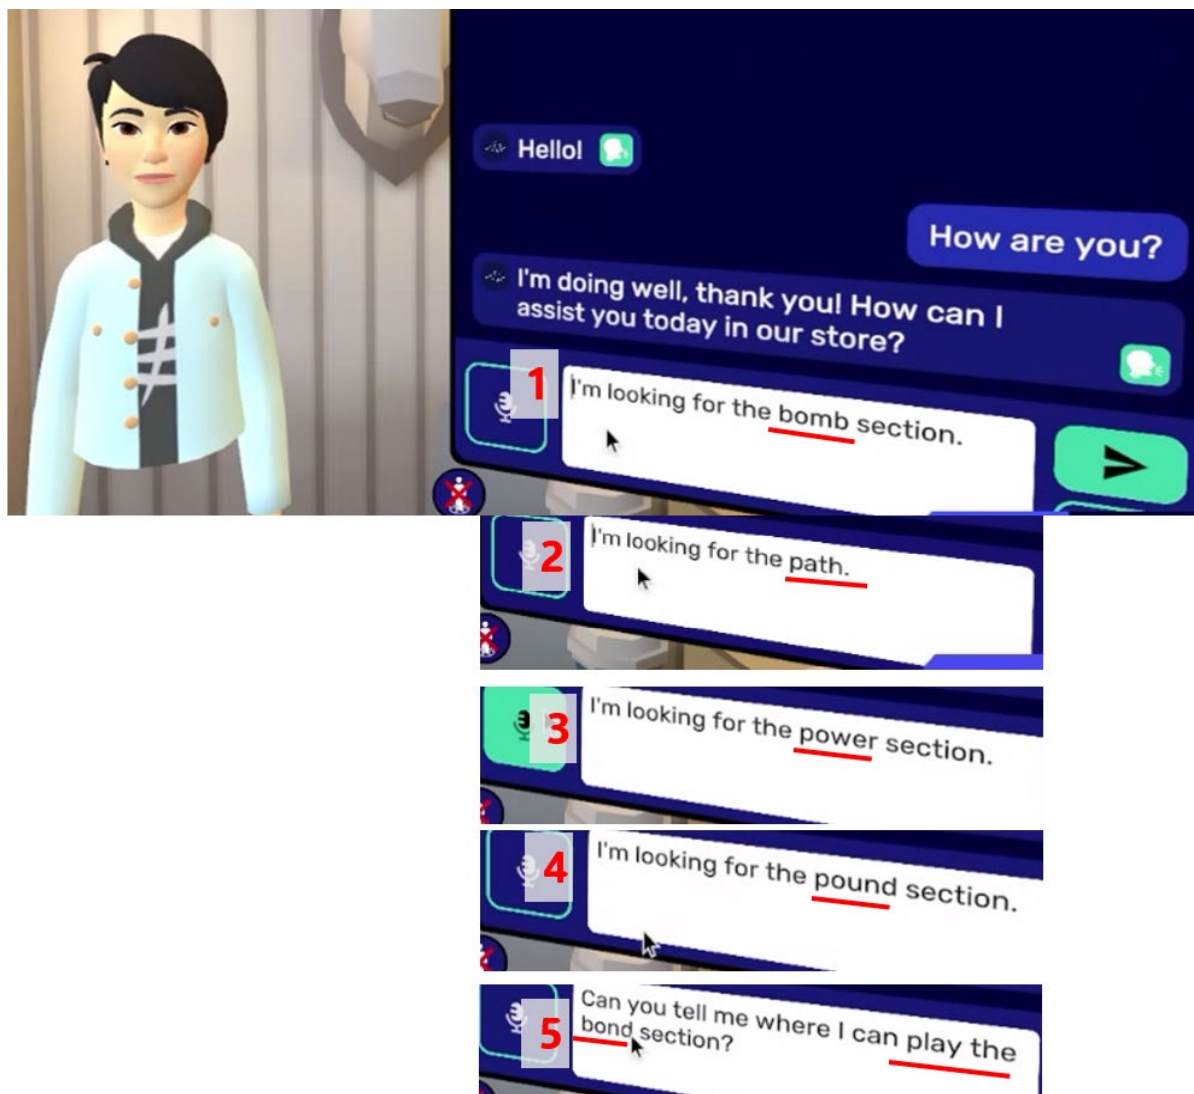 Hello!
How are you?
I'm doing well, thank you! How can I
assist you today in our store?
1
I'm looking for the bomb section.
2
I'm looking for the path.
3
I'm looking for the power section.
4
I'm looking for the pound section.
5
Can you tell me where I can play the
bond section?